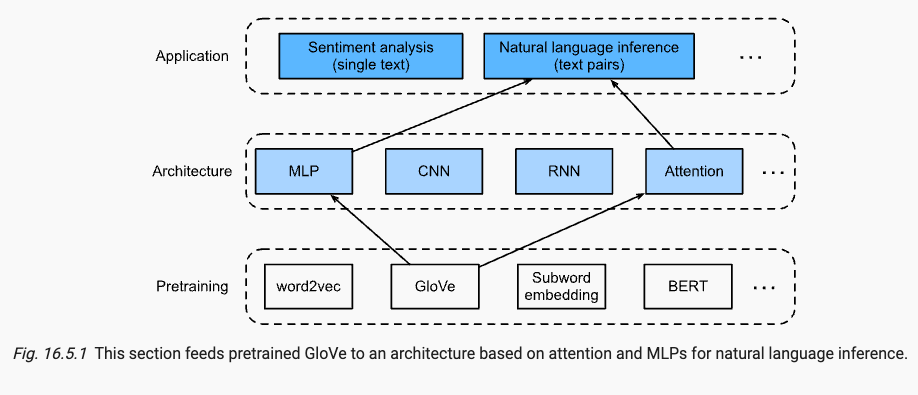 Application
Sentiment analysis
(single text)
Natural language inference
(text pairs)
...
Architecture
MLP
CNN
RNN
Attention
...
Pretraining
word2vec
GloVe
Subword
embedding
BERT
...
Fig. 16.5.1 This section feeds pretrained GloVe to an architecture based on attention and MLPs for natural language inference.